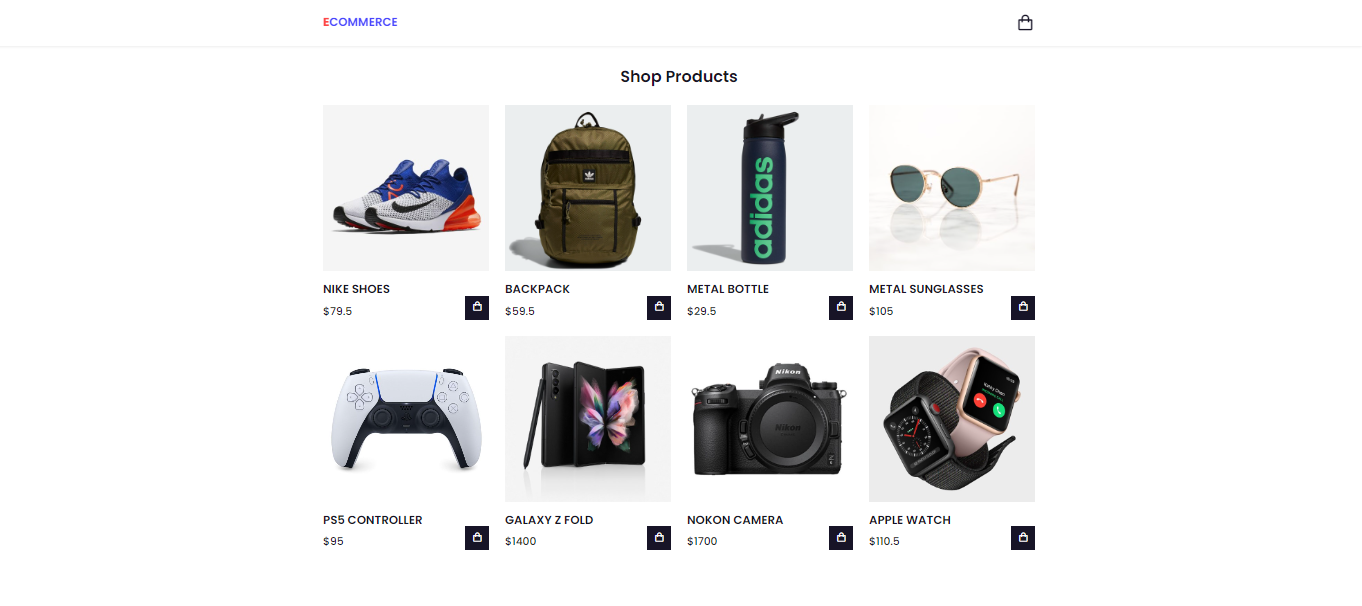 ECOMMERCE
Shop Products
adidas
NIKE SHOES
$79.5
BACKPACK
$59.5
METAL BOTTLE
$29.5
METAL SUNGLASSES
$105
Nikon
Nikon
PS5 CONTROLLER
$95
GALAXY Z FOLD
$1400
NOKON CAMERA
$1700
APPLE WATCH
$110.5